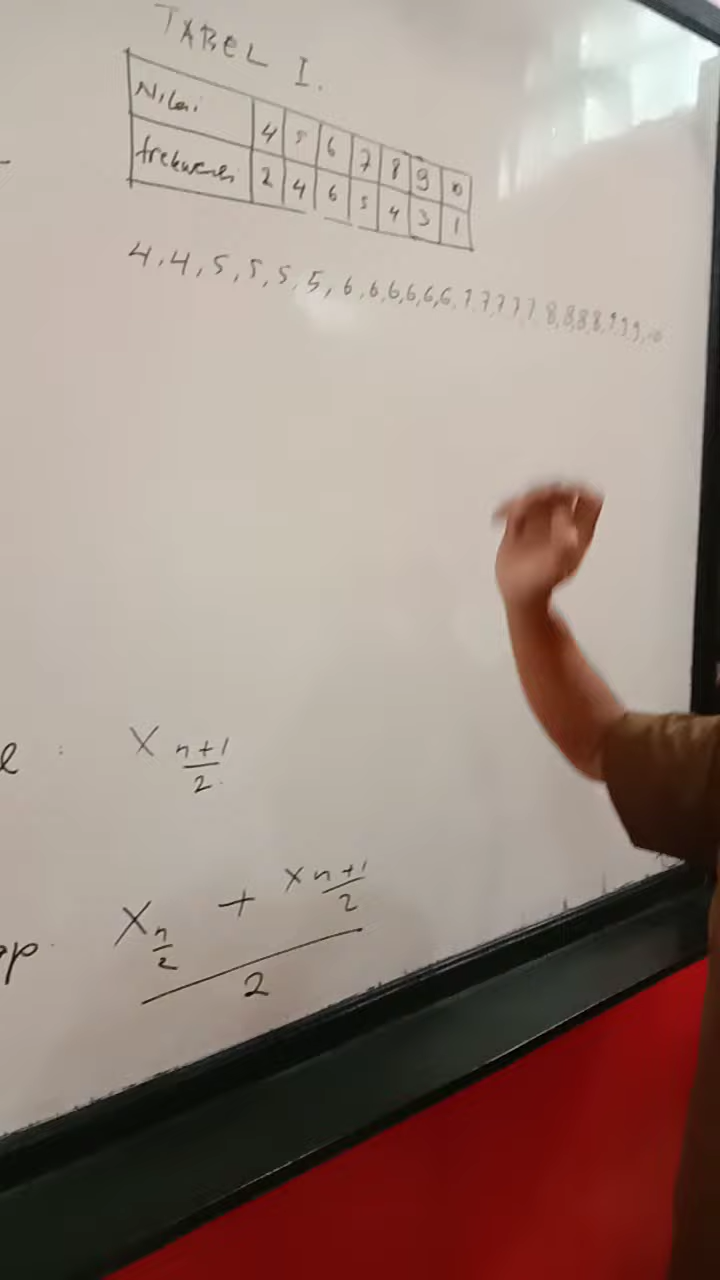 TABEL I.
Nilai 4 5 6 7 8 9 10
frekuensi 2 4 6 5 4 3 1
4,4,5,5,5,5,6,6,6,6,6,6,7,7,7,7,7,8,8,8,8,9,9,9,10
l : X n+1/2
ap X n/2 + X n+1/2
2